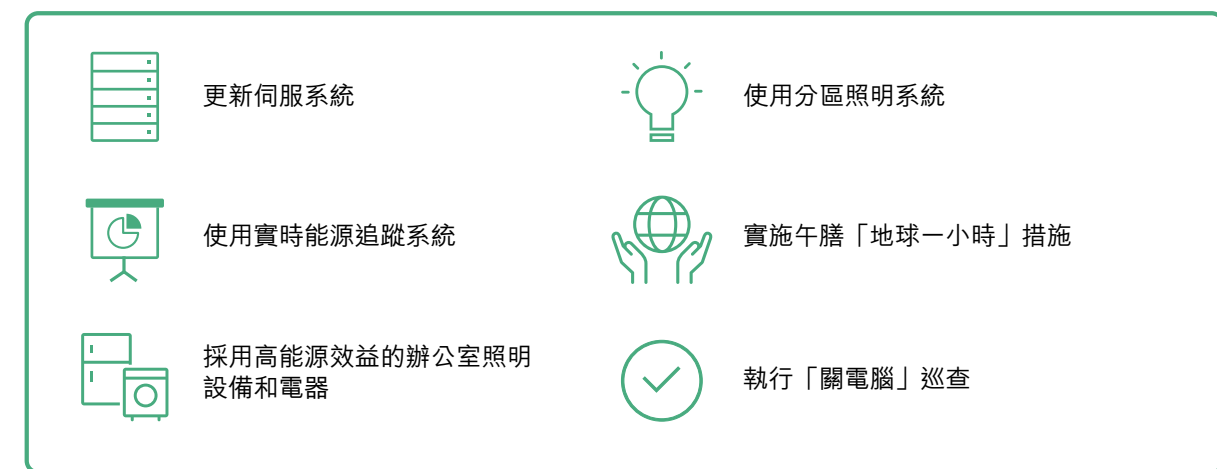 更新伺服系統
使用分區照明系統
使用實時能源追蹤系統
實施午膳「地球一小時」措施
採用高能源效益的辦公室照明
設備和電器
執行「關電腦」巡查